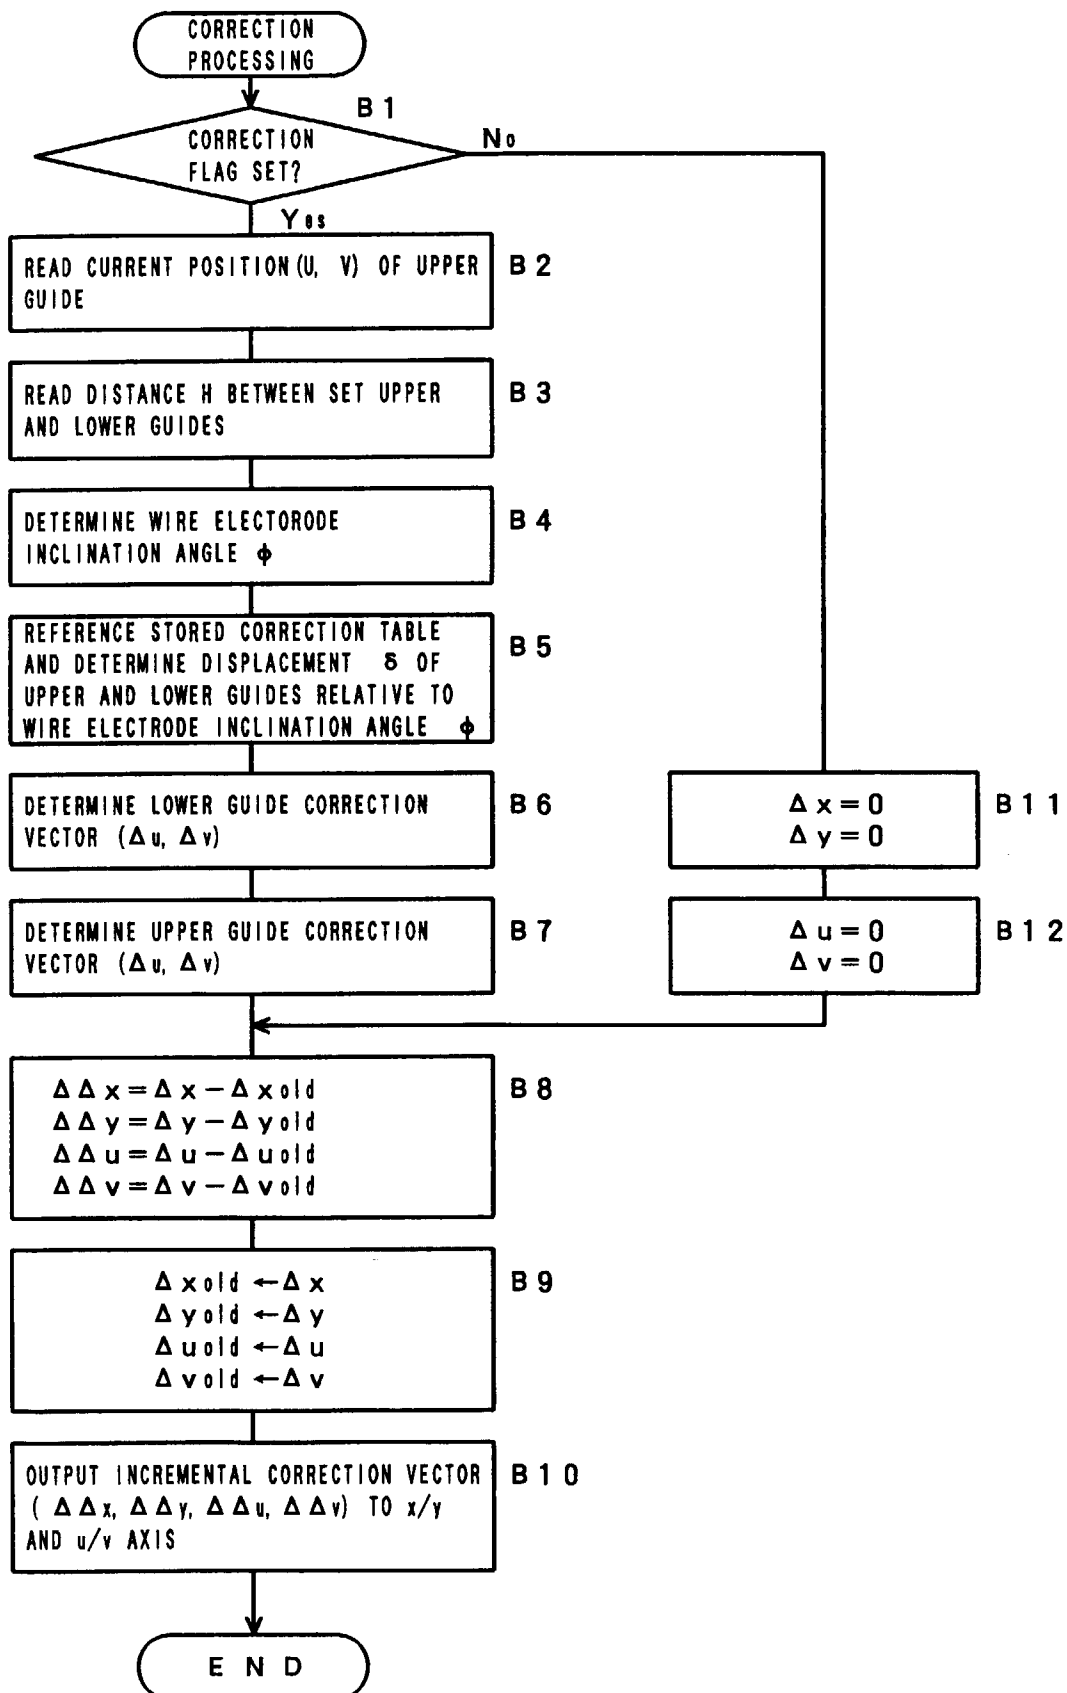 CORRECTION
PROCESSING
B1
CORRECTION
FLAG SET?
No
Yes
READ CURRENT POSITION(U, V) OF UPPER
GUIDE
B2
READ DISTANCE H BETWEEN SET UPPER
AND LOWER GUIDES
B3
DETERMINE WIRE ELECTORODE
INCLINATION ANGLE ϕ
B4
REFERENCE STORED CORRECTION TABLE
AND DETERMINE DISPLACEMENT δ OF
UPPER AND LOWER GUIDES RELATIVE TO
WIRE ELECTRODE INCLINATION ANGLE ϕ
B5
DETERMINE LOWER GUIDE CORRECTION
VECTOR (Δu, Δv)
B6
Δx=0
Δy=0
B11
DETERMINE UPPER GUIDE CORRECTION
VECTOR (Δu, Δv)
B7
Δu=0
Δv=0
B12
ΔΔx=Δx−Δxold
ΔΔy=Δy−Δyold
ΔΔu=Δu−Δuold
ΔΔv=Δv−Δvold
B8
Δxold←Δx
Δyold←Δy
Δuold←Δu
Δvold←Δv
B9
OUTPUT INCREMENTAL CORRECTION VECTOR
( ΔΔx, ΔΔy, ΔΔu, ΔΔv) TO x/y
AND u/v AXIS
B10
END